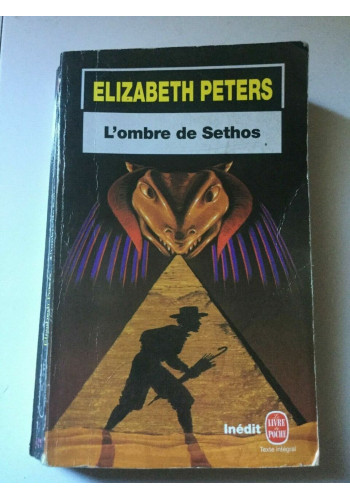 ELIZABETH PETERS
L'ombre de Sethos
Inédit
LE LIVRE
DE POCHE
Texte intégral